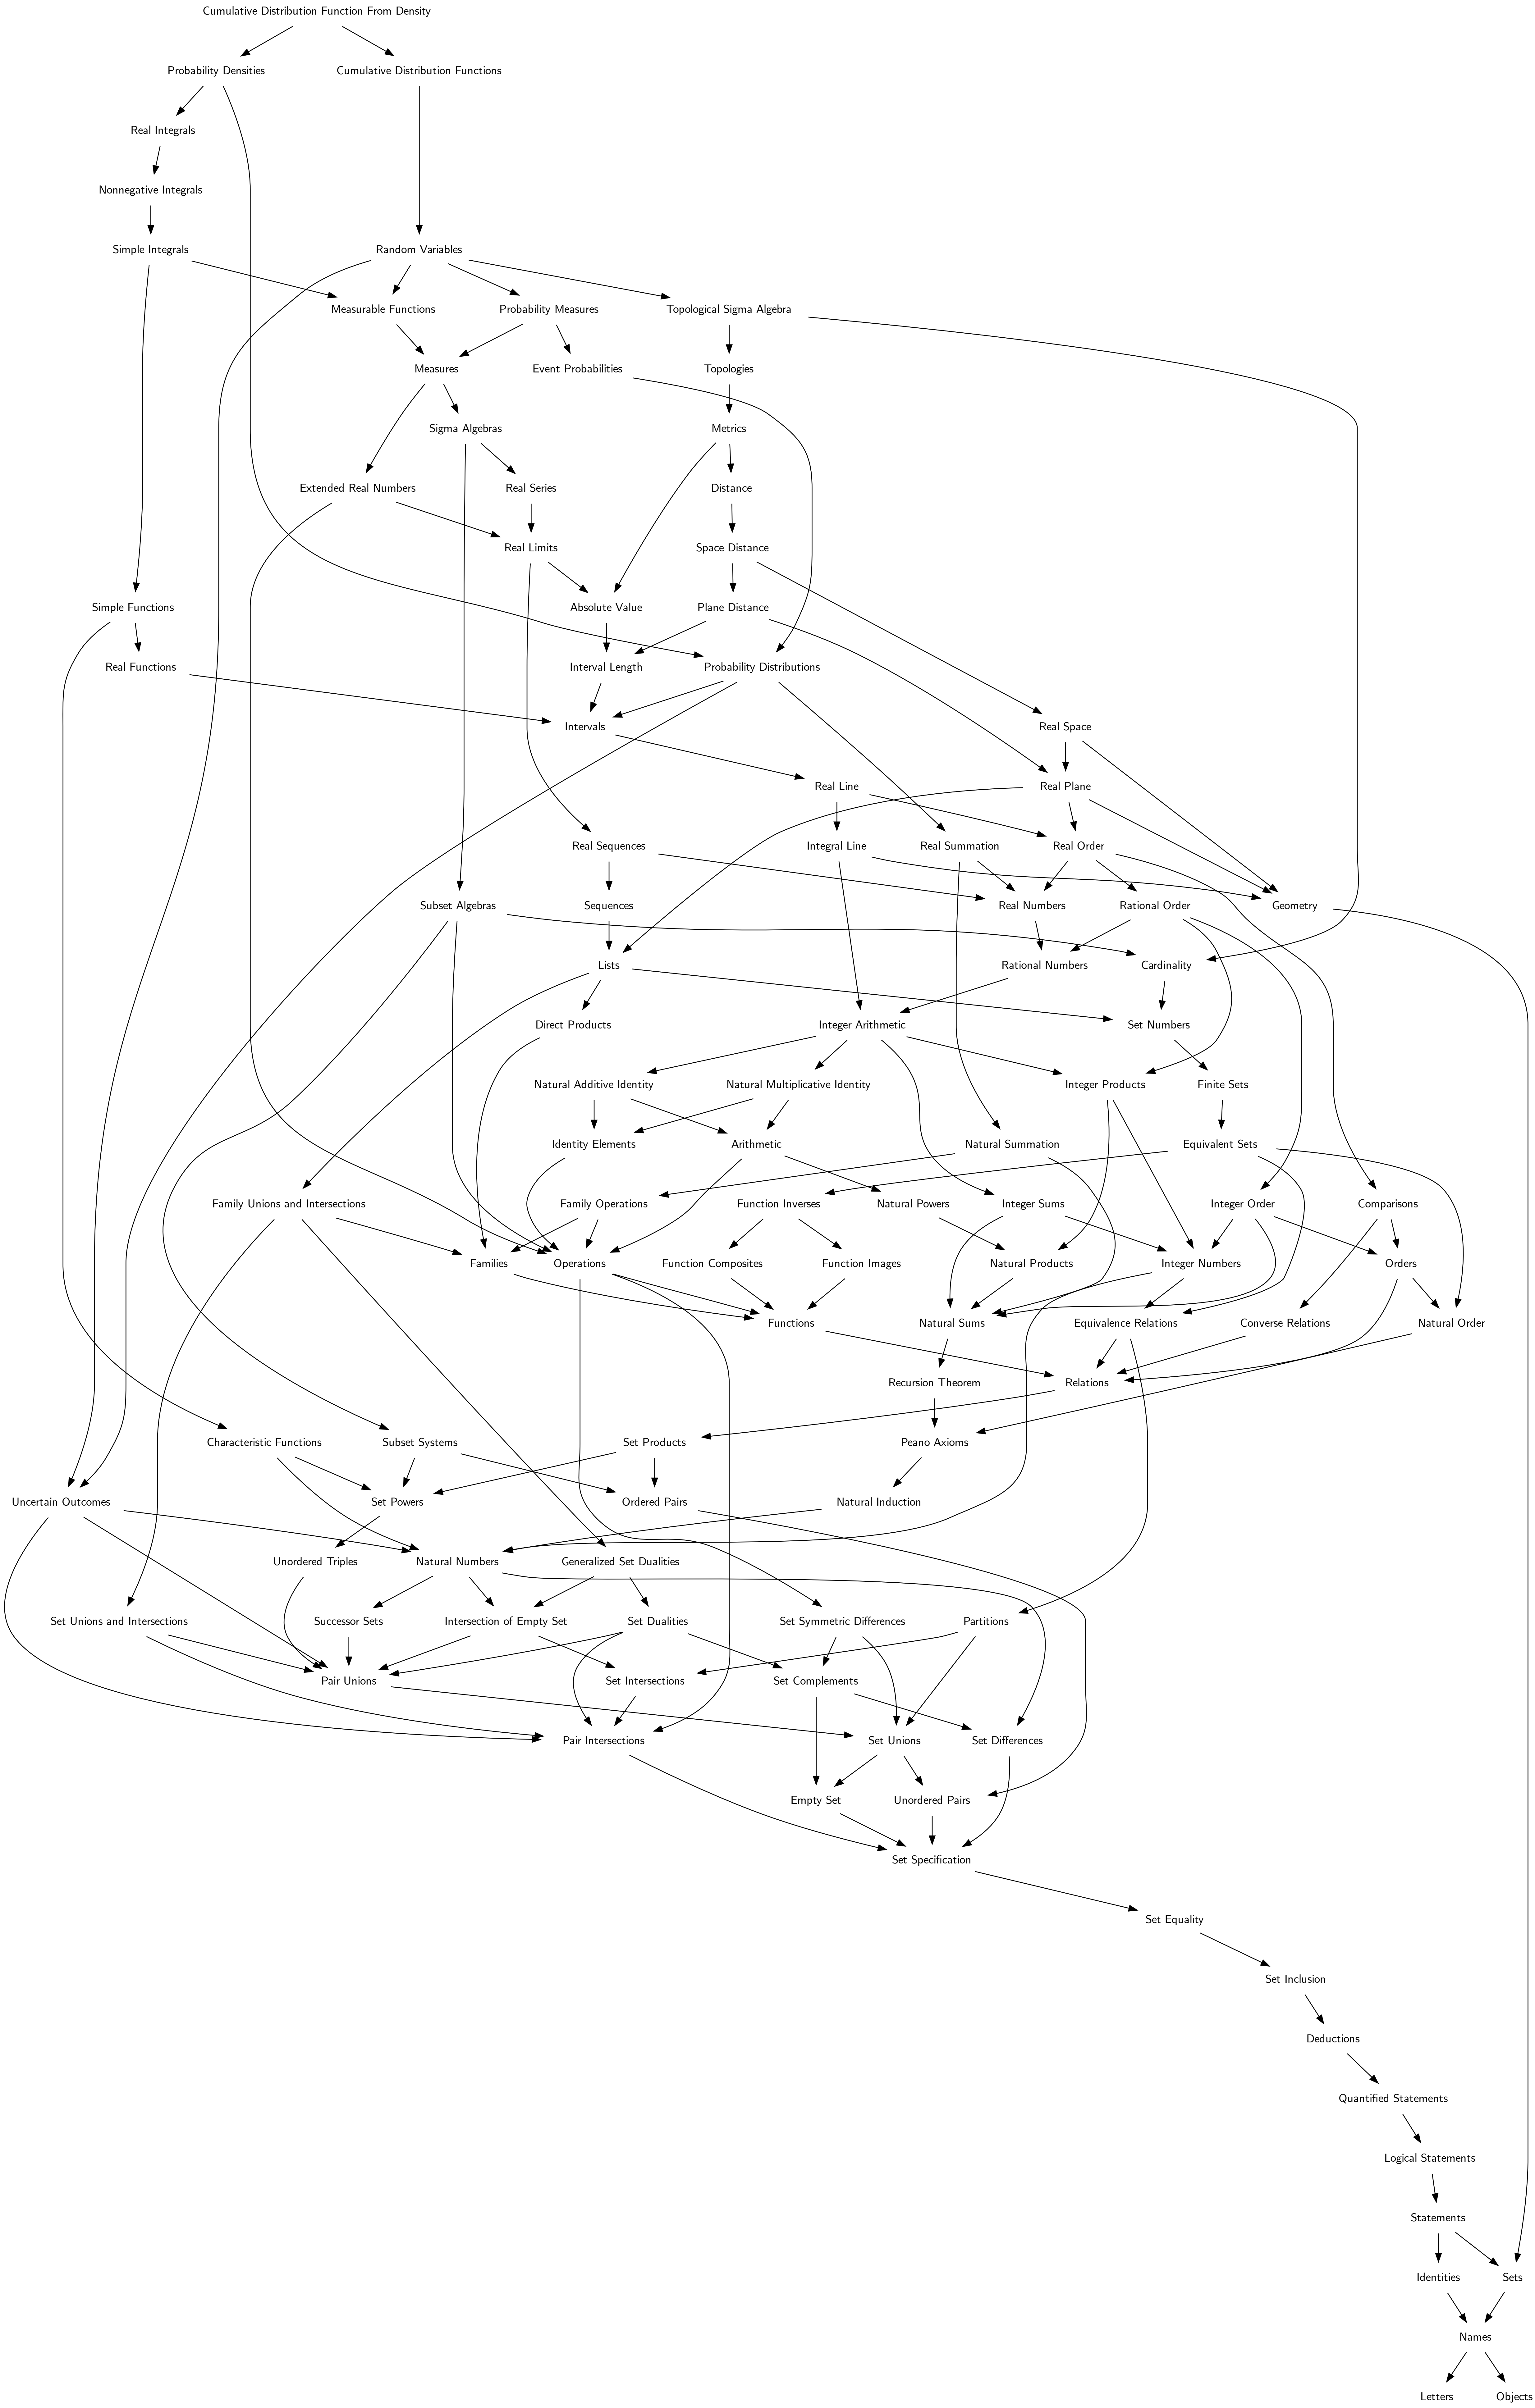 Cumulative Distribution Function From Density
Probability Densities
Cumulative Distribution Functions
Real Integrals
Nonnegative Integrals
Simple Integrals
Random Variables
Measurable Functions
Probability Measures
Topological Sigma Algebra
Measures
Event Probabilities
Topologies
Sigma Algebras
Metrics
Extended Real Numbers
Real Series
Distance
Real Limits
Space Distance
Simple Functions
Absolute Value
Plane Distance
Real Functions
Interval Length
Probability Distributions
Intervals
Real Space
Real Line
Real Plane
Real Sequences
Integral Line
Real Summation
Real Order
Subset Algebras
Sequences
Real Numbers
Rational Order
Geometry
Lists
Rational Numbers
Cardinality
Direct Products
Integer Arithmetic
Set Numbers
Natural Additive Identity
Natural Multiplicative Identity
Integer Products
Finite Sets
Identity Elements
Arithmetic
Natural Summation
Equivalent Sets
Family Unions and Intersections
Family Operations
Function Inverses
Natural Powers
Integer Sums
Integer Order
Comparisons
Families
Operations
Function Composites
Function Images
Natural Products
Integer Numbers
Orders
Functions
Natural Sums
Equivalence Relations
Converse Relations
Natural Order
Recursion Theorem
Relations
Characteristic Functions
Subset Systems
Set Products
Peano Axioms
Uncertain Outcomes
Set Powers
Ordered Pairs
Natural Induction
Unordered Triples
Natural Numbers
Generalized Set Dualities
Set Unions and Intersections
Successor Sets
Intersection of Empty Set
Set Dualities
Set Symmetric Differences
Partitions
Pair Unions
Set Intersections
Set Complements
Pair Intersections
Set Unions
Set Differences
Empty Set
Unordered Pairs
Set Specification
Set Equality
Set Inclusion
Deductions
Quantified Statements
Logical Statements
Statements
Identities
Sets
Names
Letters
Objects